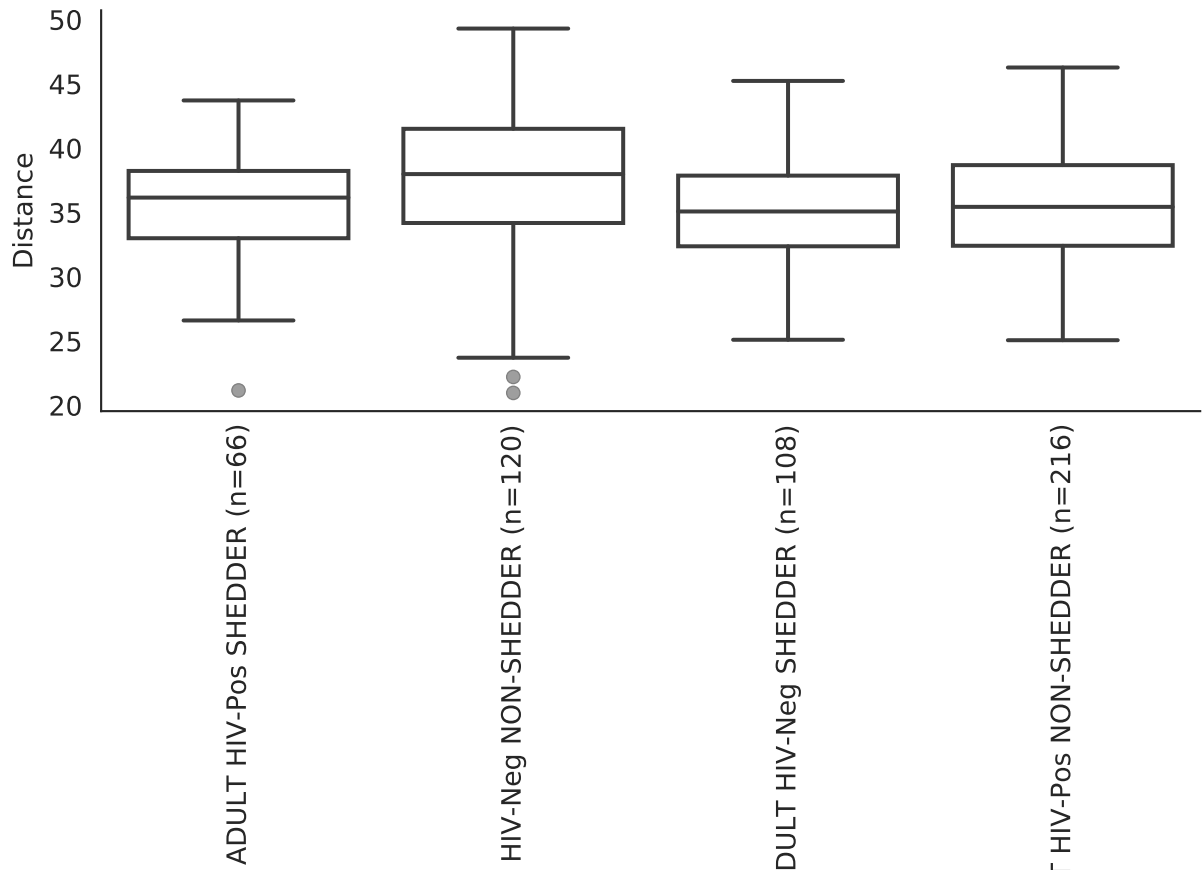 50
45
40
35
30
25
20
Distance
ADULT HIV-Pos SHEDDER (n=66)
HIV-Neg NON-SHEDDER (n=120)
DULT HIV-Neg SHEDDER (n=108)
T HIV-Pos NON-SHEDDER (n=216)